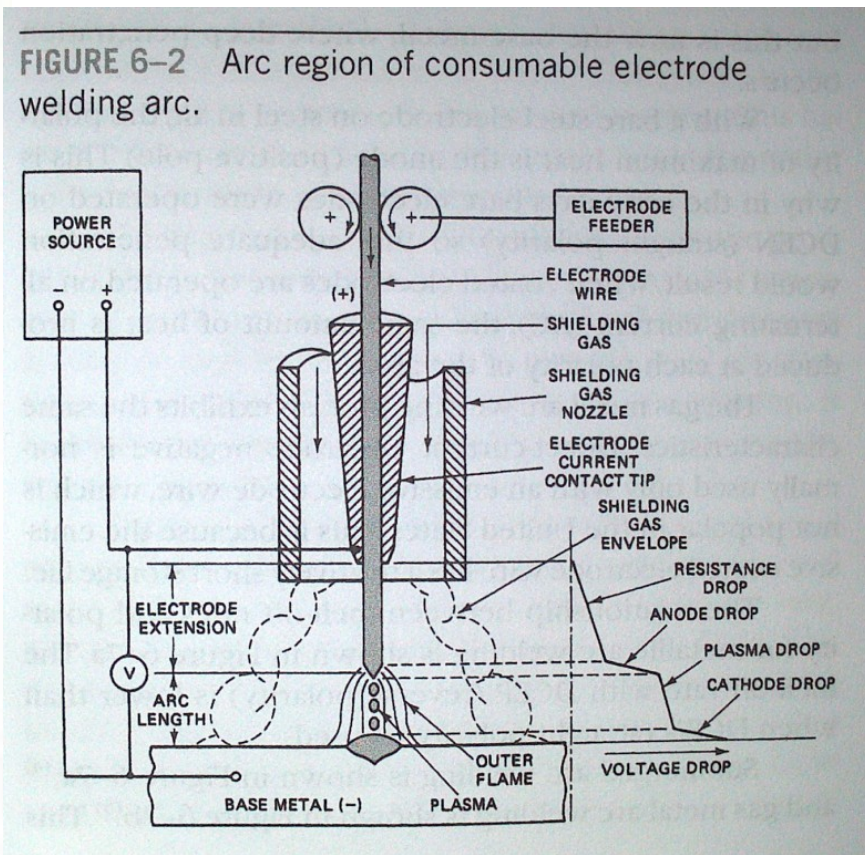 FIGURE 6–2 Arc region of consumable electrode
welding arc.
POWER
SOURCE
- +
+ +
(+)
ELECTRODE
FEEDER
ELECTRODE
WIRE
SHIELDING
GAS
SHIELDING
GAS
NOZZLE
ELECTRODE
CURRENT
CONTACT TIP
SHIELDING
GAS
ENVELOPE
RESISTANCE
DROP
ANODE DROP
PLASMA DROP
CATHODE DROP
VOLTAGE DROP
ELECTRODE
EXTENSION
V
ARC
LENGTH
OUTER
FLAME
PLASMA
BASE METAL (–)